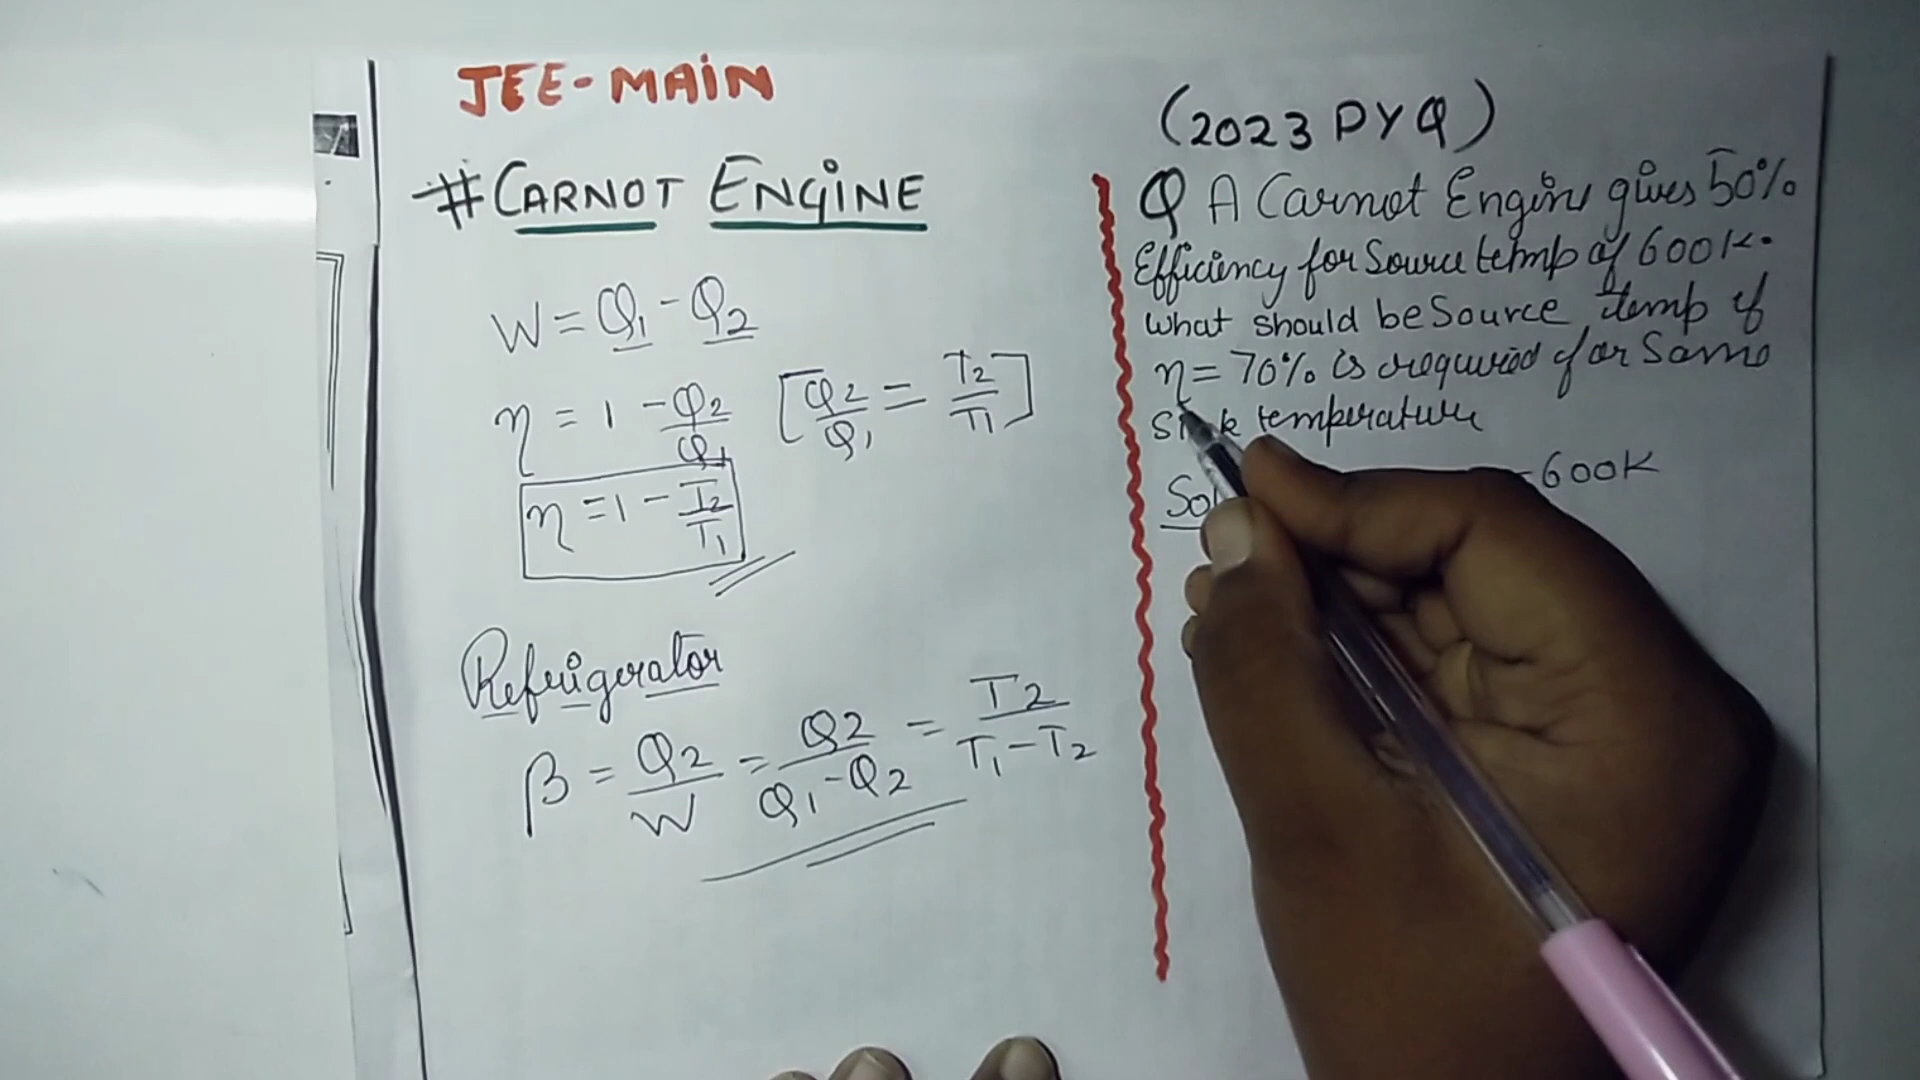 JEE-MAIN
# CARNOT ENGINE
W = Q1 - Q2
η = 1 - Q2/Q1 [Q2/Q1 = T2/T1]
η = 1 - T2/T1
Refrigerator
β = Q2/W = Q2/(Q1-Q2) = T2/(T1-T2)
(2023 PYQ)
Q A Carnot Engine gives 50%
Efficiency for Source temp of 600K.
What should be Source temp if
η = 70% is required for Same
temperature
600K